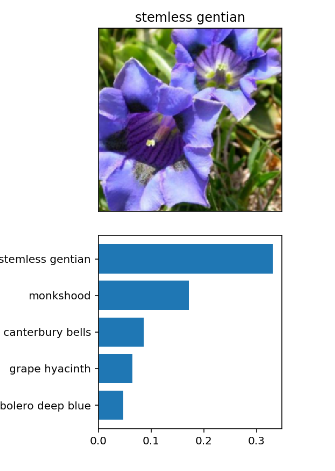 stemless gentian
stemless gentian
monkshood
canterbury bells
grape hyacinth
bolero deep blue
0.0 0.1 0.2 0.3